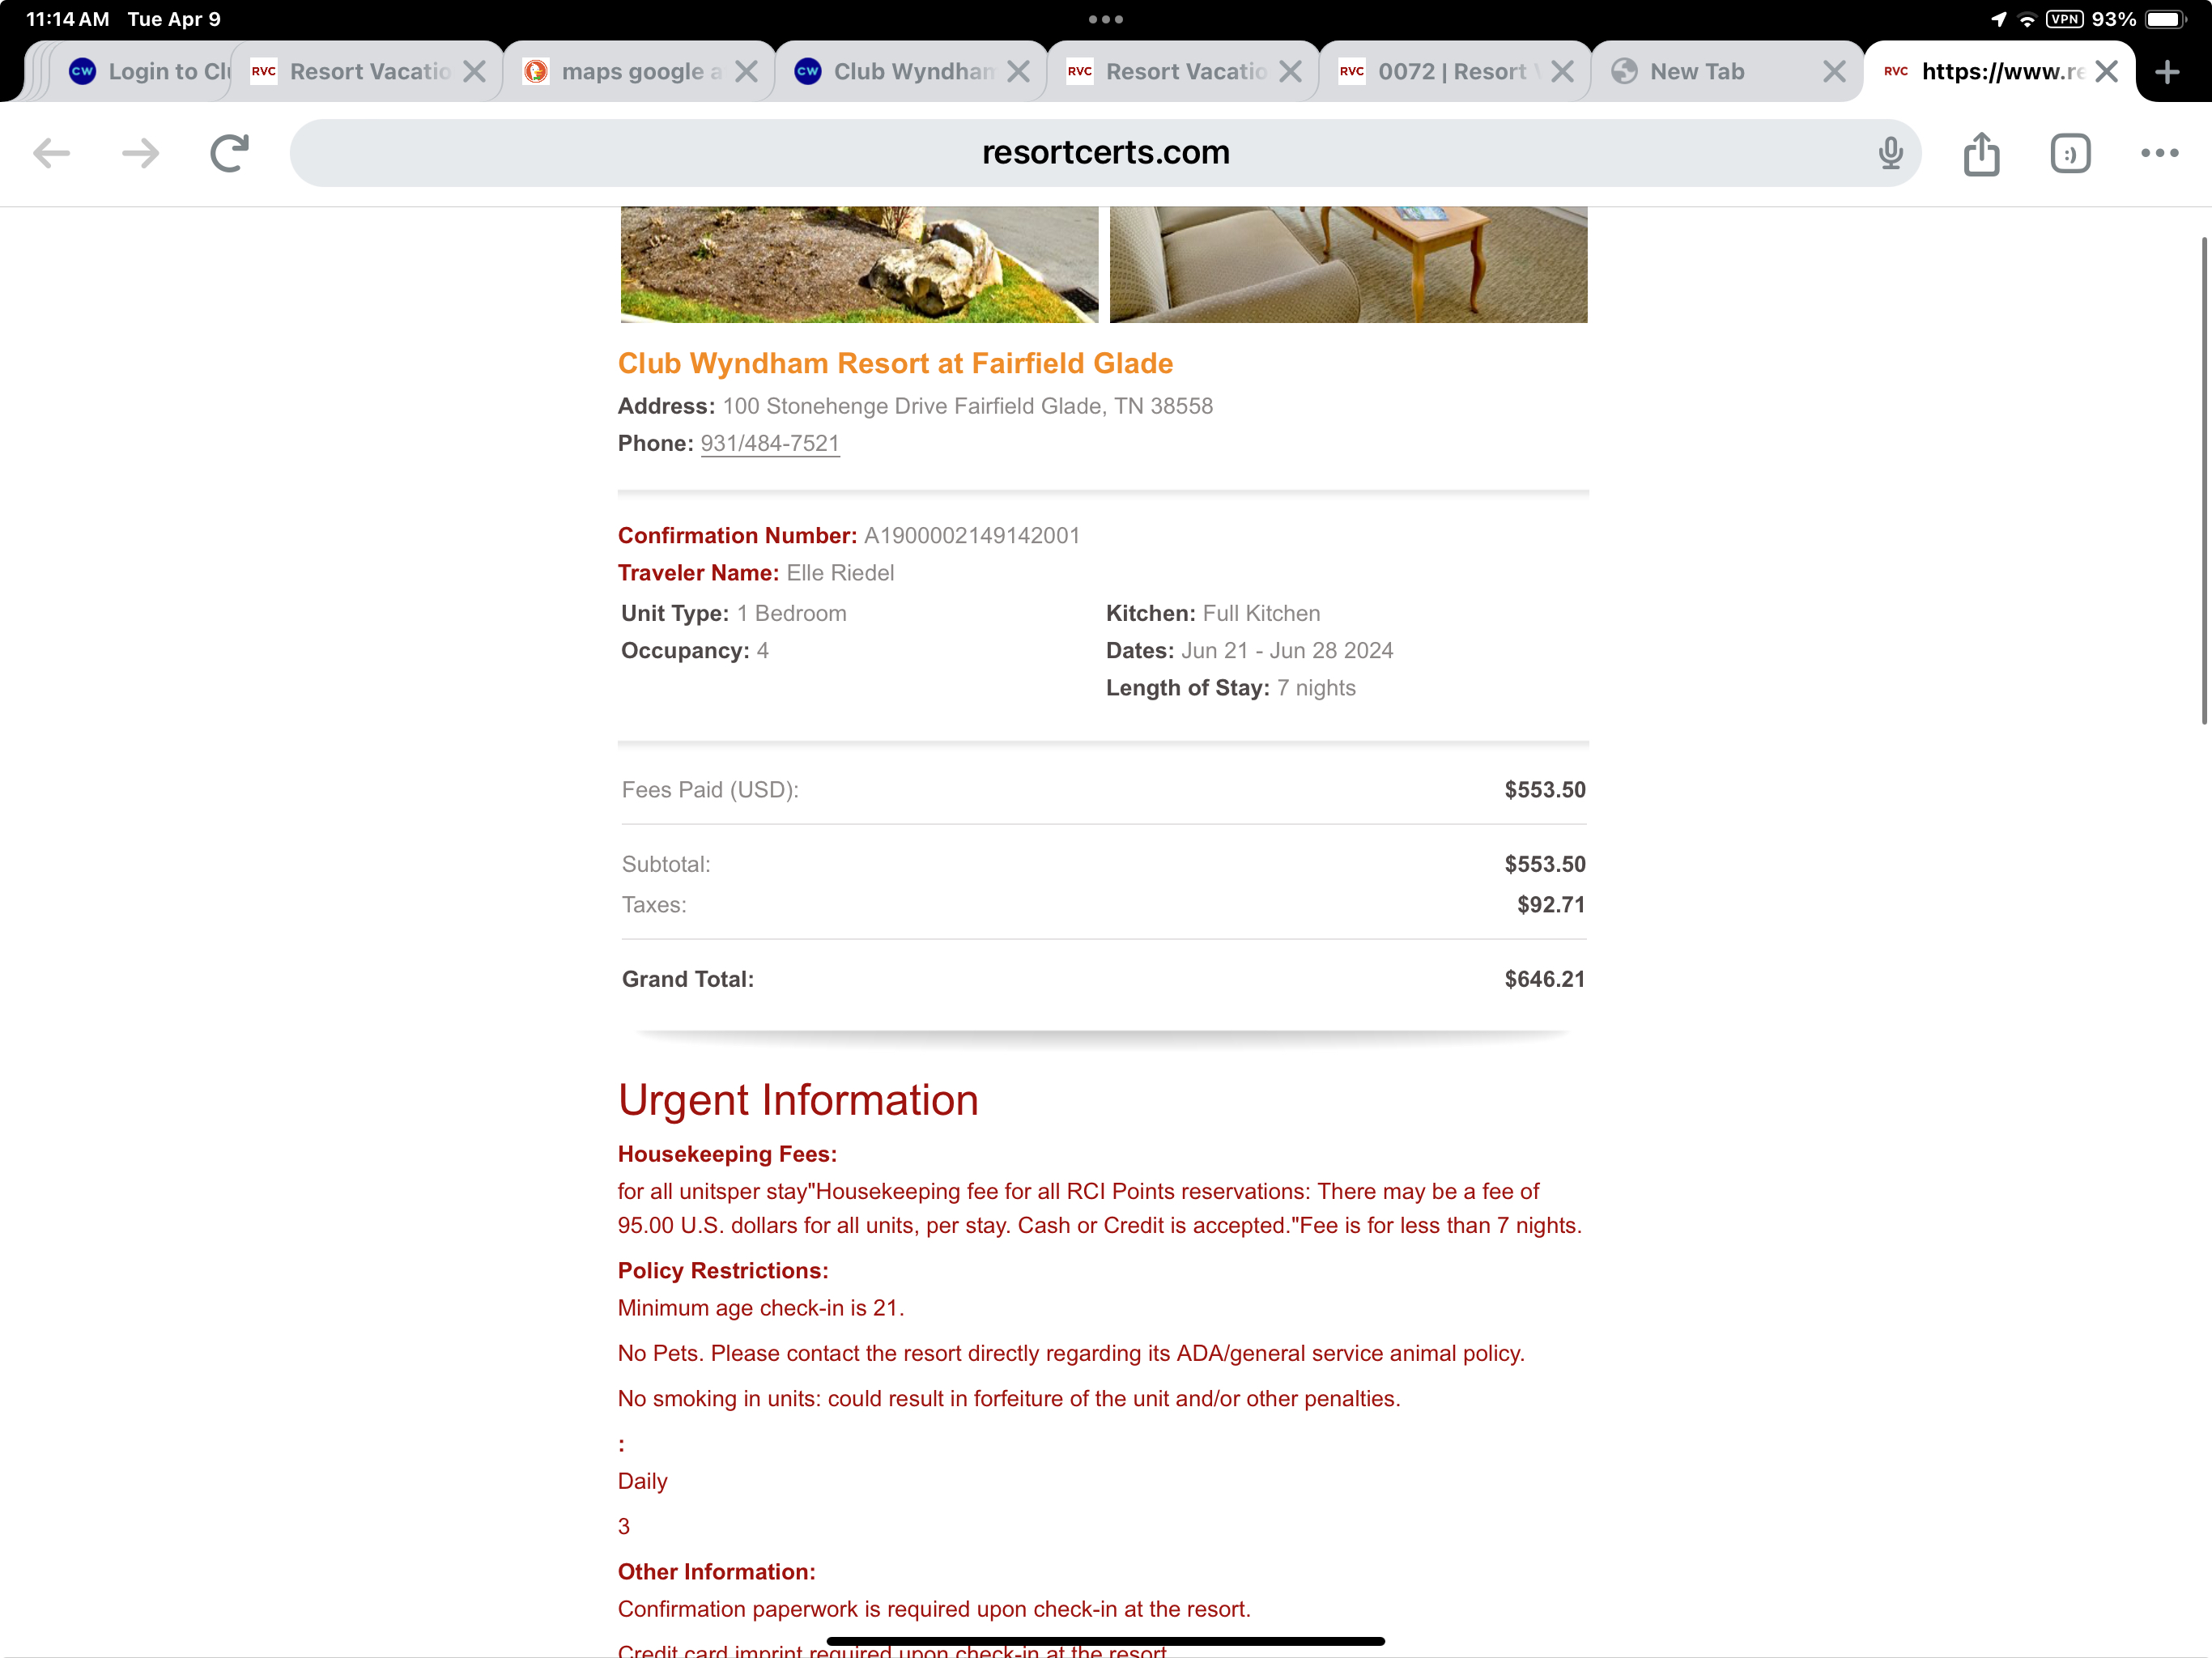 11:14 AM Tue Apr 9
VPN 93%
CW Login to Clu
RVC Resort Vacatio
maps google a
CW Club Wyndham
RVC Resort Vacatio
RVC 0072 | Resort V
New Tab
RVC https://www.re
resortcerts.com
Club Wyndham Resort at Fairfield Glade
Address: 100 Stonehenge Drive Fairfield Glade, TN 38558
Phone: 931/484-7521
Confirmation Number: A1900002149142001
Traveler Name: Elle Riedel
Unit Type: 1 Bedroom
Kitchen: Full Kitchen
Occupancy: 4
Dates: Jun 21 - Jun 28 2024
Length of Stay: 7 nights
Fees Paid (USD): $553.50
Subtotal: $553.50
Taxes: $92.71
Grand Total: $646.21
Urgent Information
Housekeeping Fees:
for all unitsper stay"Housekeeping fee for all RCI Points reservations: There may be a fee of
95.00 U.S. dollars for all units, per stay. Cash or Credit is accepted."Fee is for less than 7 nights.
Policy Restrictions:
Minimum age check-in is 21.
No Pets. Please contact the resort directly regarding its ADA/general service animal policy.
No smoking in units: could result in forfeiture of the unit and/or other penalties.
:
Daily
3
Other Information:
Confirmation paperwork is required upon check-in at the resort.
Credit card imprint required upon check-in at the resort